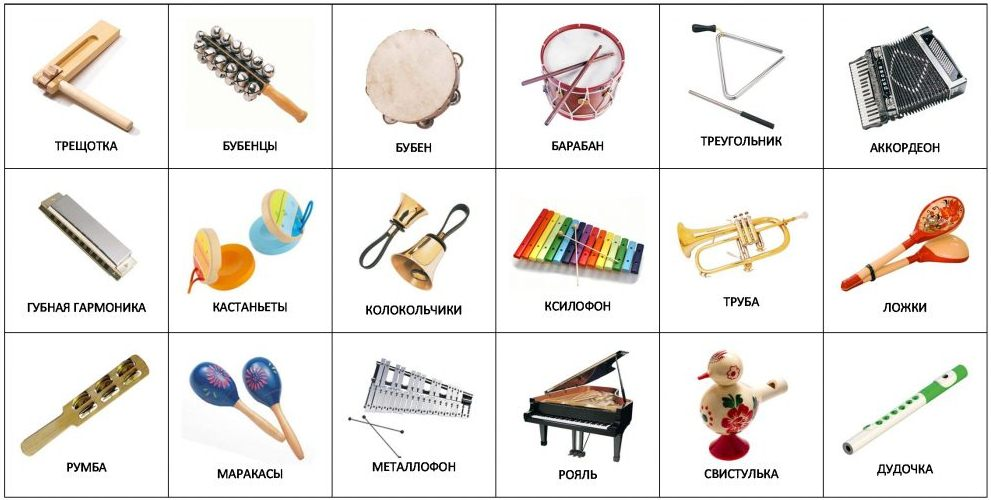 ТРЕЩОТКА
БУБЕНЦЫ
БУБЕН
БАРАБАН
ТРЕУГОЛЬНИК
АККОРДЕОН
ГУБНАЯ ГАРМОНИКА
КАСТАНЬЕТЫ
КОЛОКОЛЬЧИКИ
КСИЛОФОН
ТРУБА
ЛОЖКИ
РУМБА
МАРАКАСЫ
МЕТАЛЛОФОН
РОЯЛЬ
СВИСТУЛЬКА
ДУДОЧКА